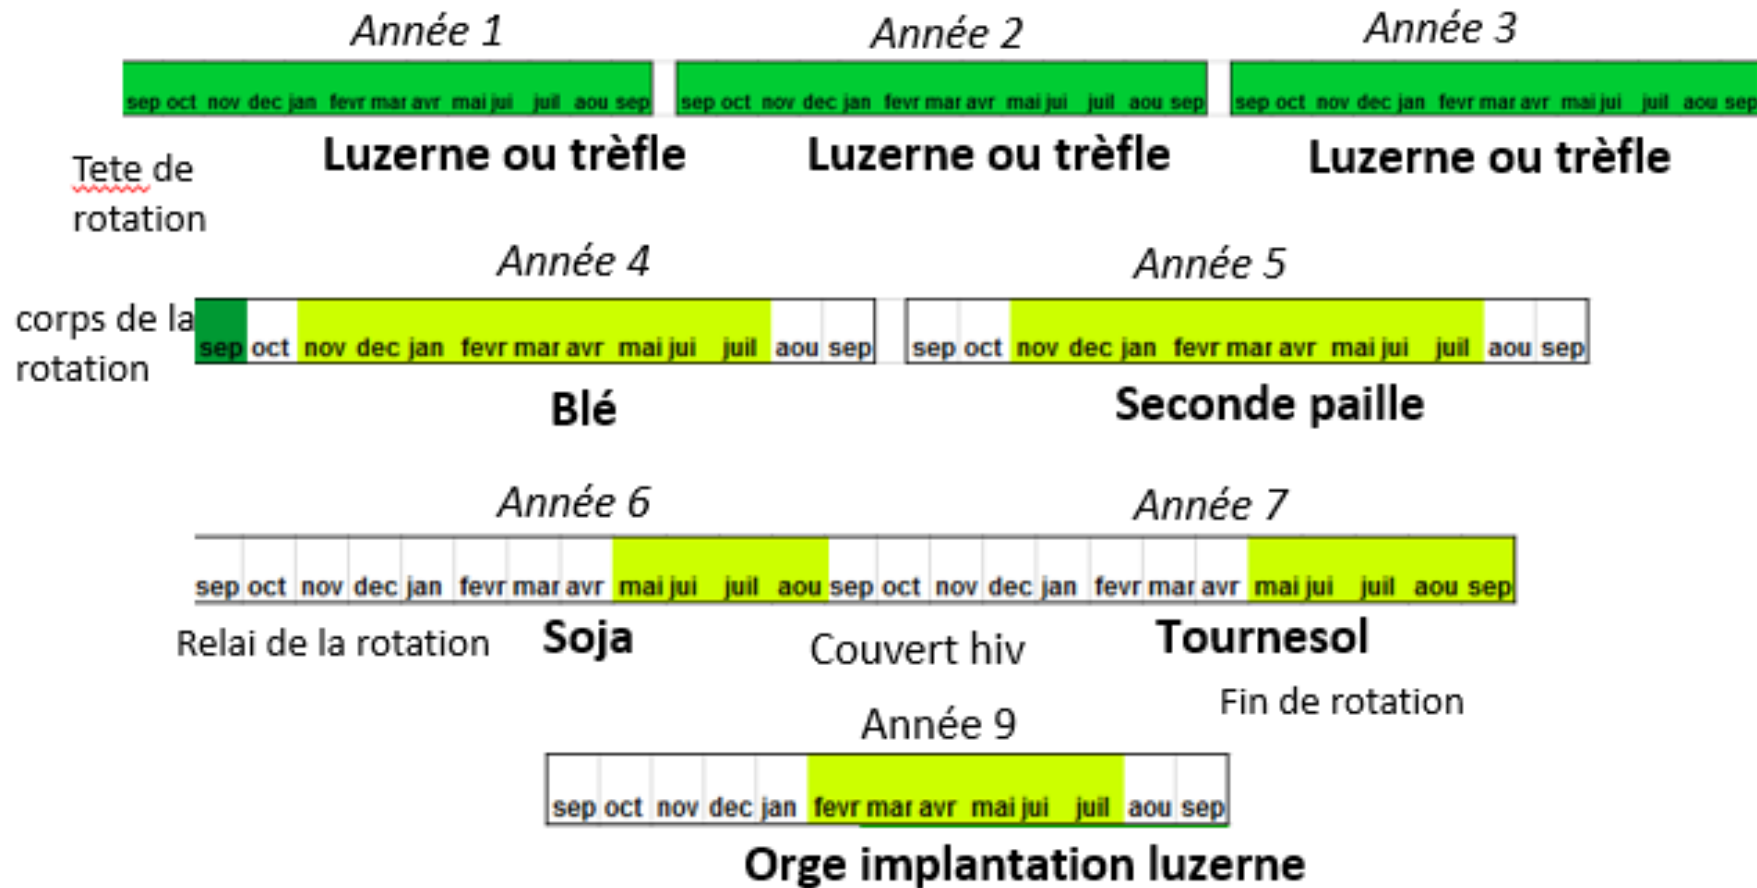 Année 1
Année 2
Année 3
sep oct nov dec jan fevr mar avr mai jui juil aou sep
sep oct nov dec jan fevr mar avr mai jui juil aou sep
sep oct nov dec jan fevr mar avr mai jui juil aou sep
Luzerne ou trèfle
Luzerne ou trèfle
Luzerne ou trèfle
Tete de
rotation
Année 4
Année 5
corps de la
rotation
sep oct nov dec jan fevr mar avr mai jui juil aou sep
sep oct nov dec jan fevr mar avr mai jui juil aou sep
Blé
Seconde paille
Année 6
Année 7
sep oct nov dec jan fevr mar avr mai jui juil aou sep oct nov dec jan fevr mar avr mai jui juil aou sep
Relai de la rotation
Soja
Couvert hiv
Tournesol
Fin de rotation
Année 9
sep oct nov dec jan fevr mar avr mai jui juil aou sep
Orge implantation luzerne